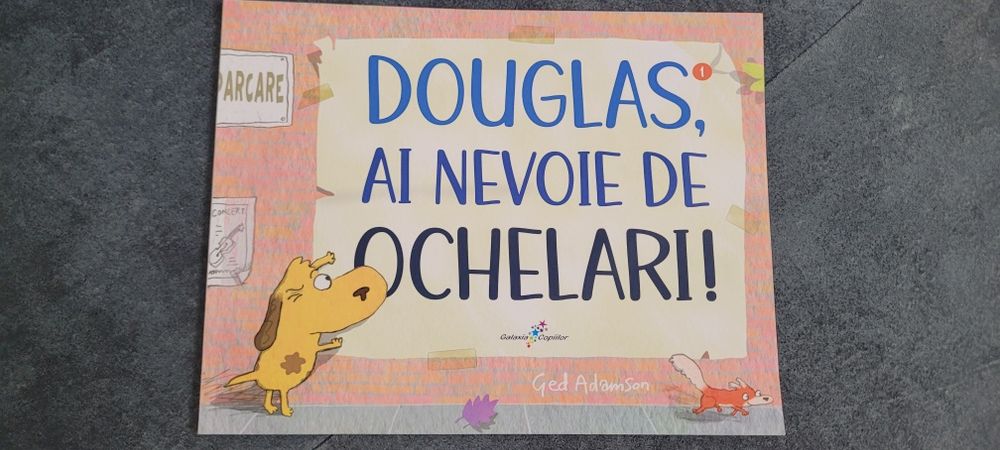 PARCARE
DOUGLAS,
1
AI NEVOIE DE
OCHELARI!
CONCERT
Galaxia Copiilor
Ged Adamson